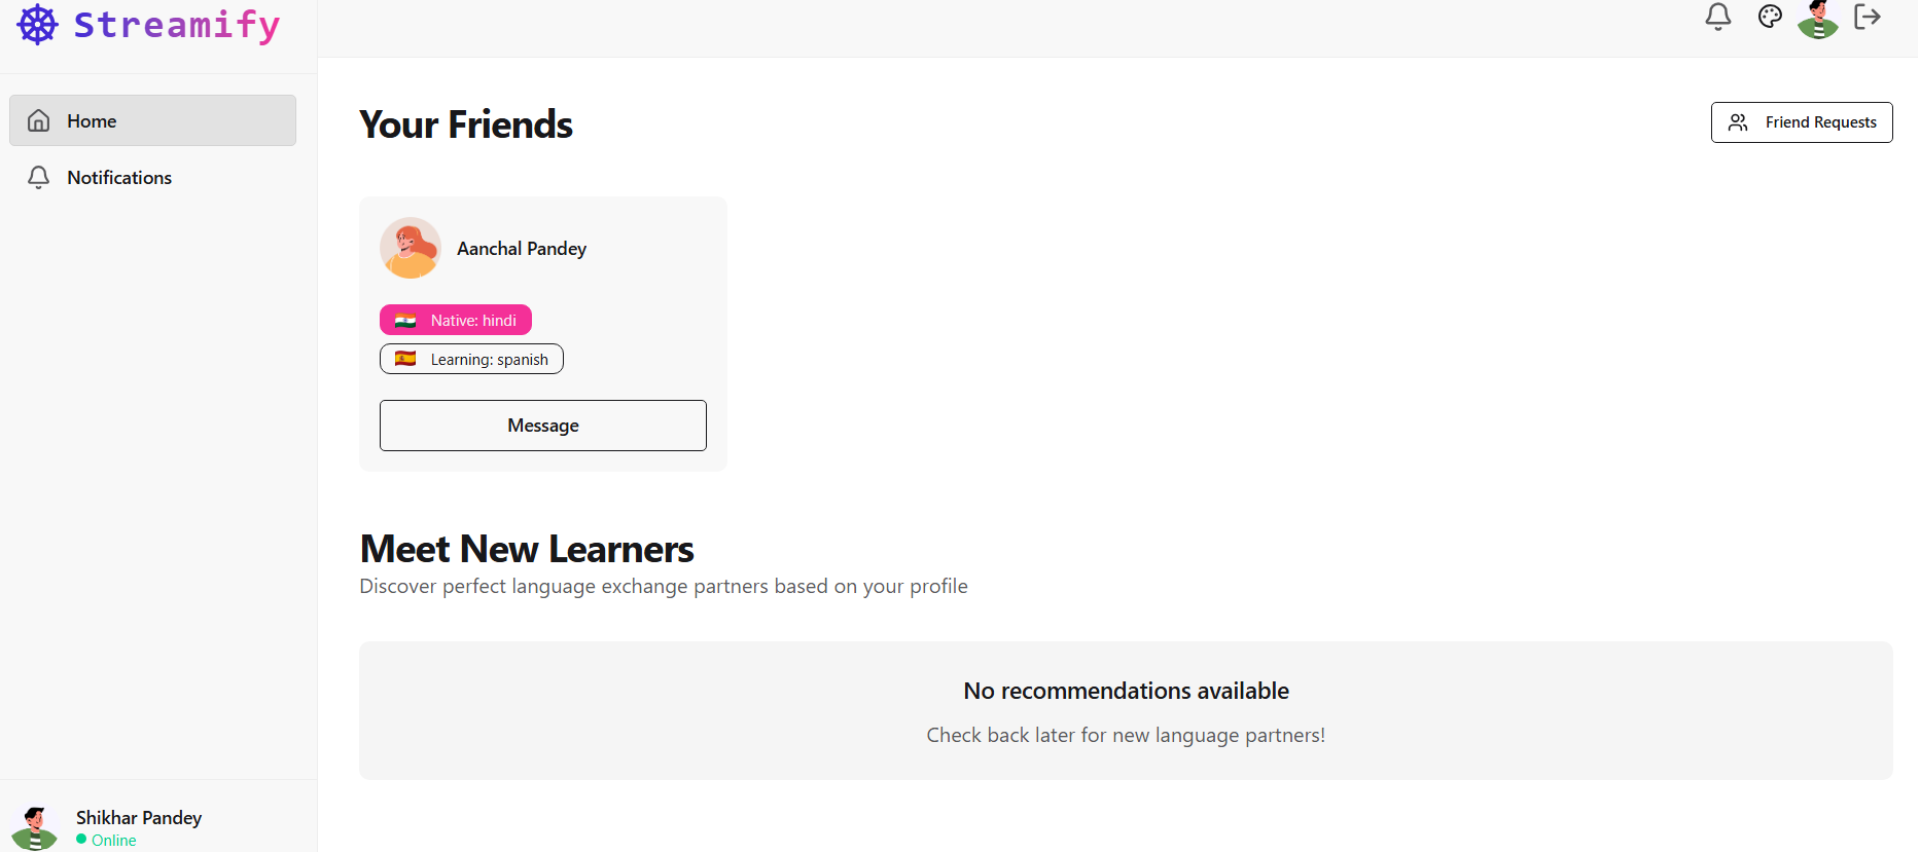 Streamify
Home
Notifications
Your Friends
Friend Requests
Aanchal Pandey
Native: hindi
Learning: spanish
Message
Meet New Learners
Discover perfect language exchange partners based on your profile
No recommendations available
Check back later for new language partners!
Shikhar Pandey
Online